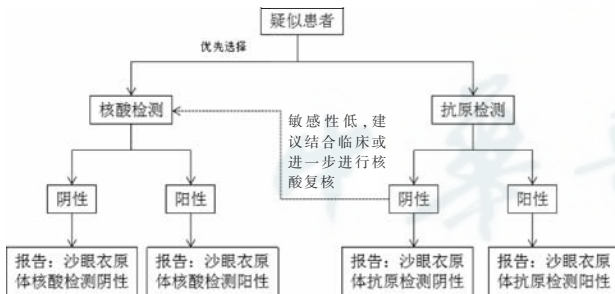 疑似患者
优先选择
核酸检测
抗原检测
敏感性低,建
议结合临床或
进一步进行核
酸复核
阴性
阳性
阴性
阳性
报告：沙眼衣原
体核酸检测阴性
报告：沙眼衣原
体核酸检测阳性
报告：沙眼衣原
体抗原检测阴性
报告：沙眼衣原
体抗原检测阳性